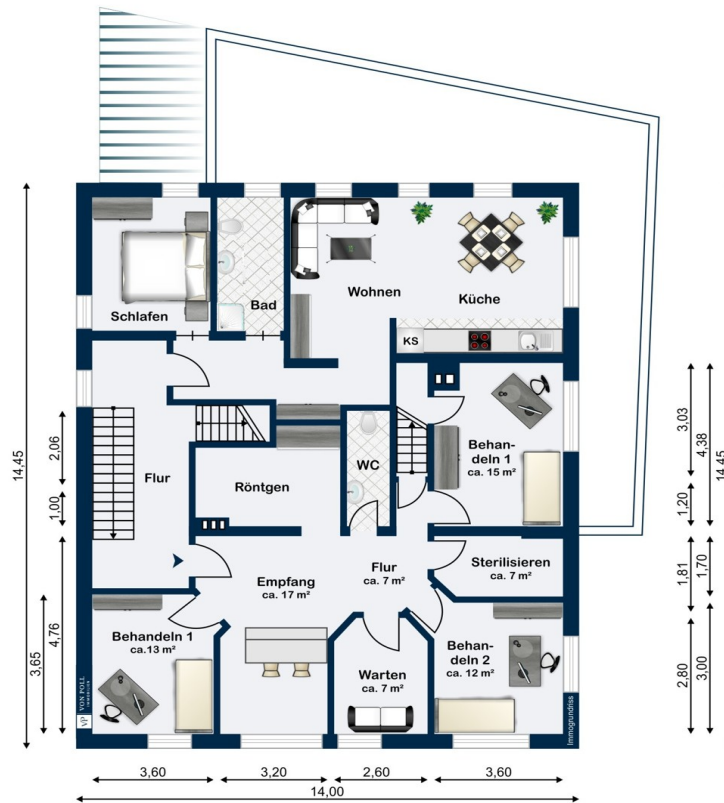 Schlafen
Bad
Wohnen
Küche
KS
Flur
Röntgen
WC
Behan-
deln 1
ca. 15 m²
Empfang
ca. 17 m²
Flur
ca. 7 m²
Sterilisieren
ca. 7 m²
Behandeln 1
ca.13 m²
Warten
ca. 7 m²
Behan-
deln 2
ca. 12 m²
VP VON POLL
IMMOBILIEN
Immogrundriss
14,45
2,06
1,00
4,76
3,65
3,03
4,38
14,45
1,20
1,81
1,70
2,80
3,00
3,60
3,20
2,60
3,60
14,00